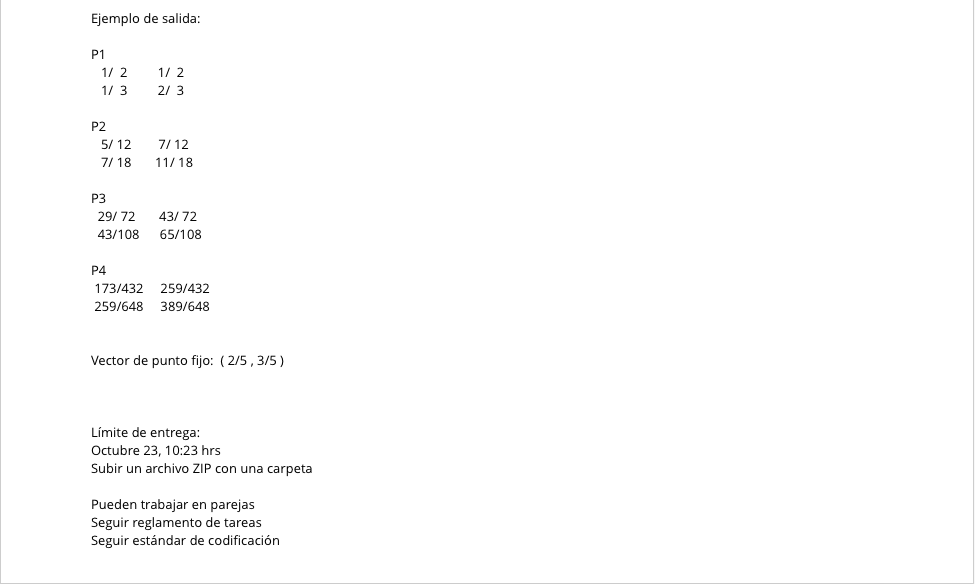 Ejemplo de salida:
P1
1/ 2 1/ 2
1/ 3 2/ 3
P2
5/ 12 7/ 12
7/ 18 11/ 18
P3
29/ 72 43/ 72
43/108 65/108
P4
173/432 259/432
259/648 389/648
Vector de punto fijo: ( 2/5 , 3/5 )
Límite de entrega:
Octubre 23, 10:23 hrs
Subir un archivo ZIP con una carpeta
Pueden trabajar en parejas
Seguir reglamento de tareas
Seguir estándar de codificación